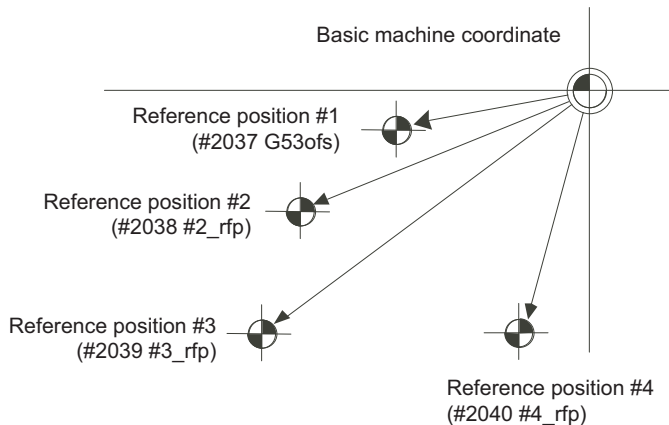 Basic machine coordinate
Reference position #1
(#2037 G53ofs)
Reference position #2
(#2038 #2_rfp)
Reference position #3
(#2039 #3_rfp)
Reference position #4
(#2040 #4_rfp)